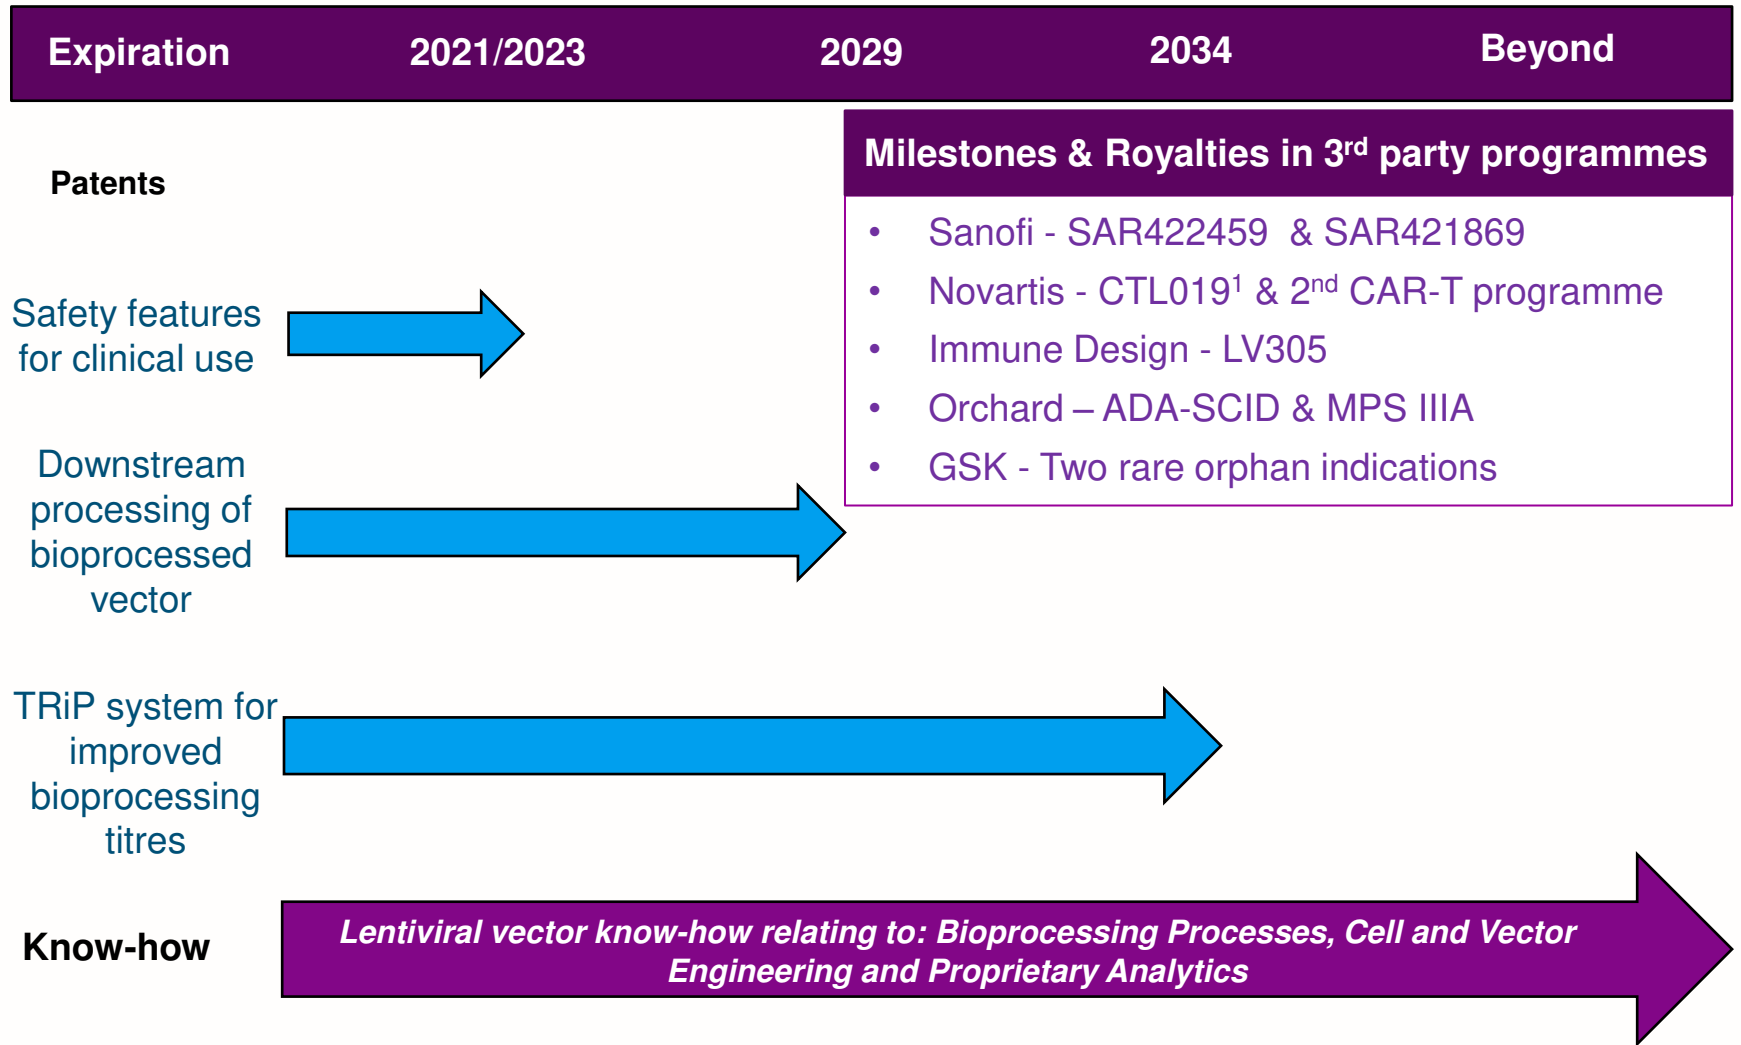 Expiration 2021/2023 2029 2034 Beyond
Milestones & Royalties in 3rd party programmes
• Sanofi - SAR422459 & SAR421869
• Novartis - CTL019¹ & 2nd CAR-T programme
• Immune Design - LV305
• Orchard – ADA-SCID & MPS IIIA
• GSK - Two rare orphan indications
Patents
Safety features
for clinical use
Downstream
processing of
bioprocessed
vector
TRiP system for
improved
bioprocessing
titres
Know-how
Lentiviral vector know-how relating to: Bioprocessing Processes, Cell and Vector
Engineering and Proprietary Analytics